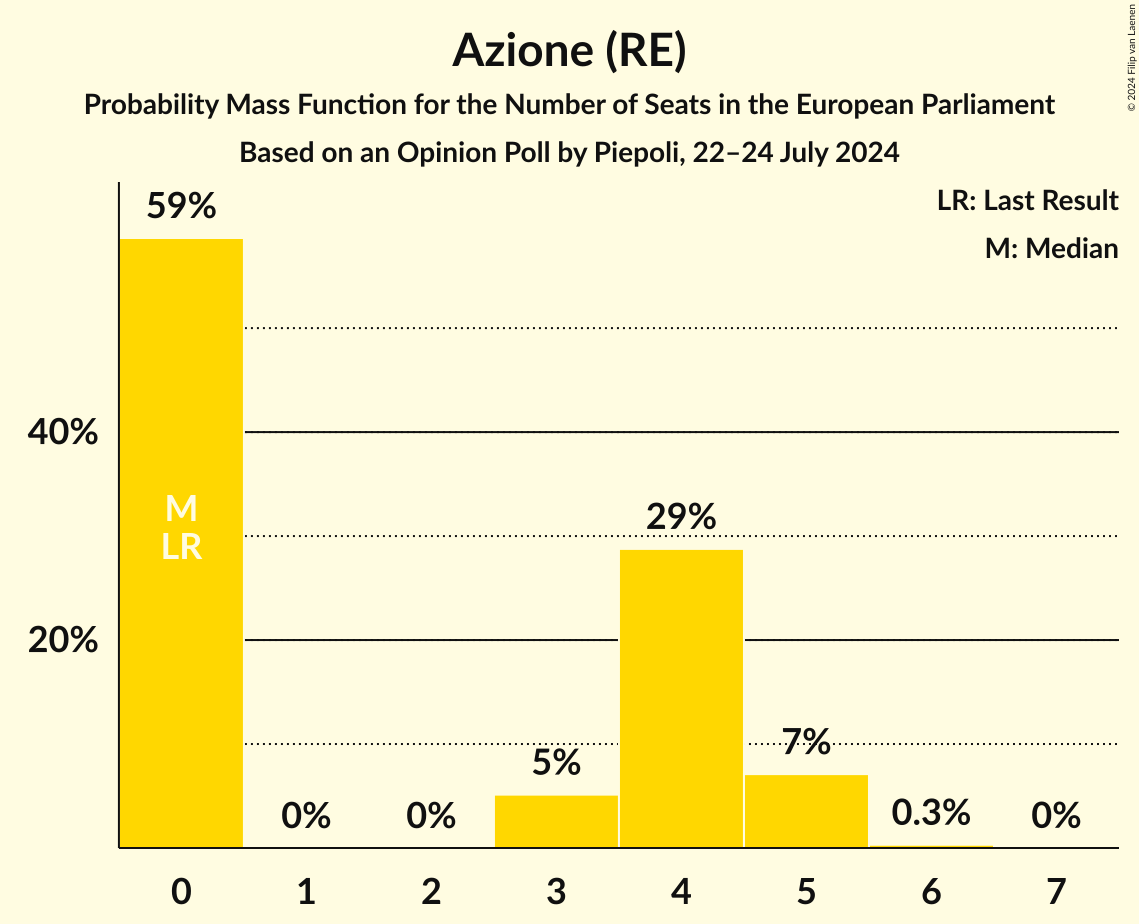 Azione (RE)
Probability Mass Function for the Number of Seats in the European Parliament
Based on an Opinion Poll by Piepoli, 22–24 July 2024
© 2024 Filip van Laenen
LR: Last Result
M: Median
59%
40%
20%
M
LR
0%
0%
5%
29%
7%
0.3%
0%
0 1 2 3 4 5 6 7